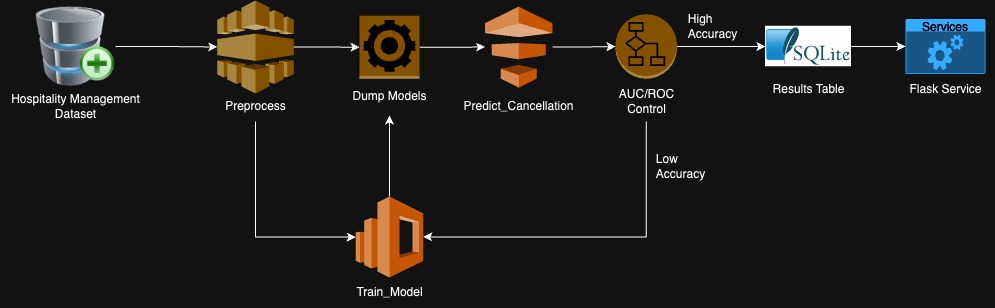 Hospitality Management
Dataset
Preprocess
Dump Models
Predict_Cancellation
AUC/ROC
Control
High
Accuracy
SQLite
Results Table
Services
Flask Service
Low
Accuracy
Train_Model